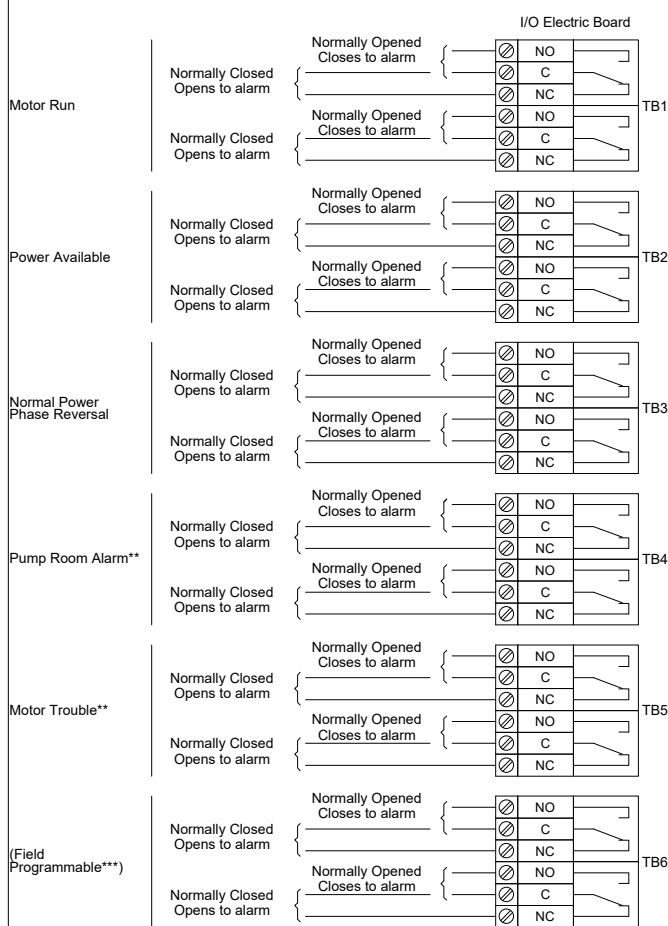 I/O Electric Board
Motor Run
Normally Opened
Closes to alarm
Normally Closed
Opens to alarm
NO
C
NC
Normally Opened
Closes to alarm
Normally Closed
Opens to alarm
NO
C
NC
TB1
Power Available
Normally Opened
Closes to alarm
Normally Closed
Opens to alarm
NO
C
NC
Normally Opened
Closes to alarm
Normally Closed
Opens to alarm
NO
C
NC
TB2
Normal Power
Phase Reversal
Normally Opened
Closes to alarm
Normally Closed
Opens to alarm
NO
C
NC
Normally Opened
Closes to alarm
Normally Closed
Opens to alarm
NO
C
NC
TB3
Pump Room Alarm**
Normally Opened
Closes to alarm
Normally Closed
Opens to alarm
NO
C
NC
Normally Opened
Closes to alarm
Normally Closed
Opens to alarm
NO
C
NC
TB4
Motor Trouble**
Normally Opened
Closes to alarm
Normally Closed
Opens to alarm
NO
C
NC
Normally Opened
Closes to alarm
Normally Closed
Opens to alarm
NO
C
NC
TB5
(Field
Programmable***)
Normally Opened
Closes to alarm
Normally Closed
Opens to alarm
NO
C
NC
Normally Opened
Closes to alarm
Normally Closed
Opens to alarm
NO
C
NC
TB6